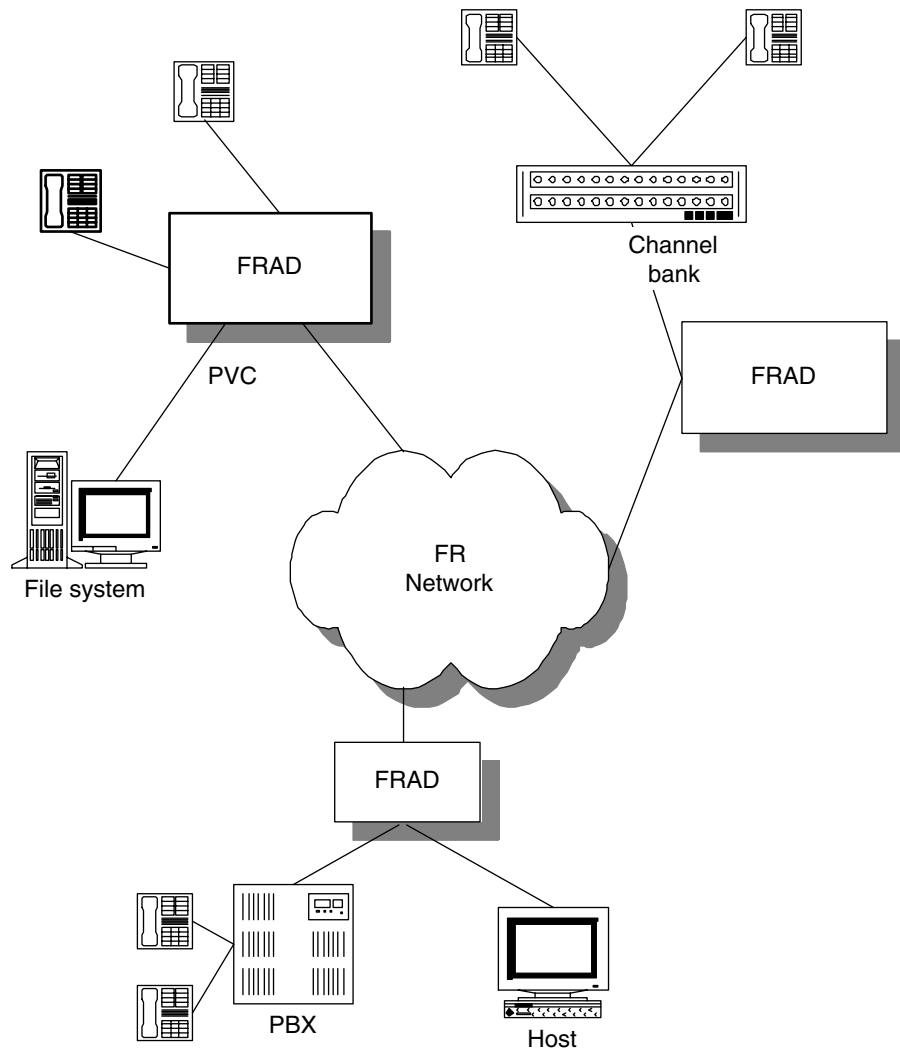 FRAD
Channel
bank
FRAD
PVC
FR
Network
File system
FRAD
PBX
Host